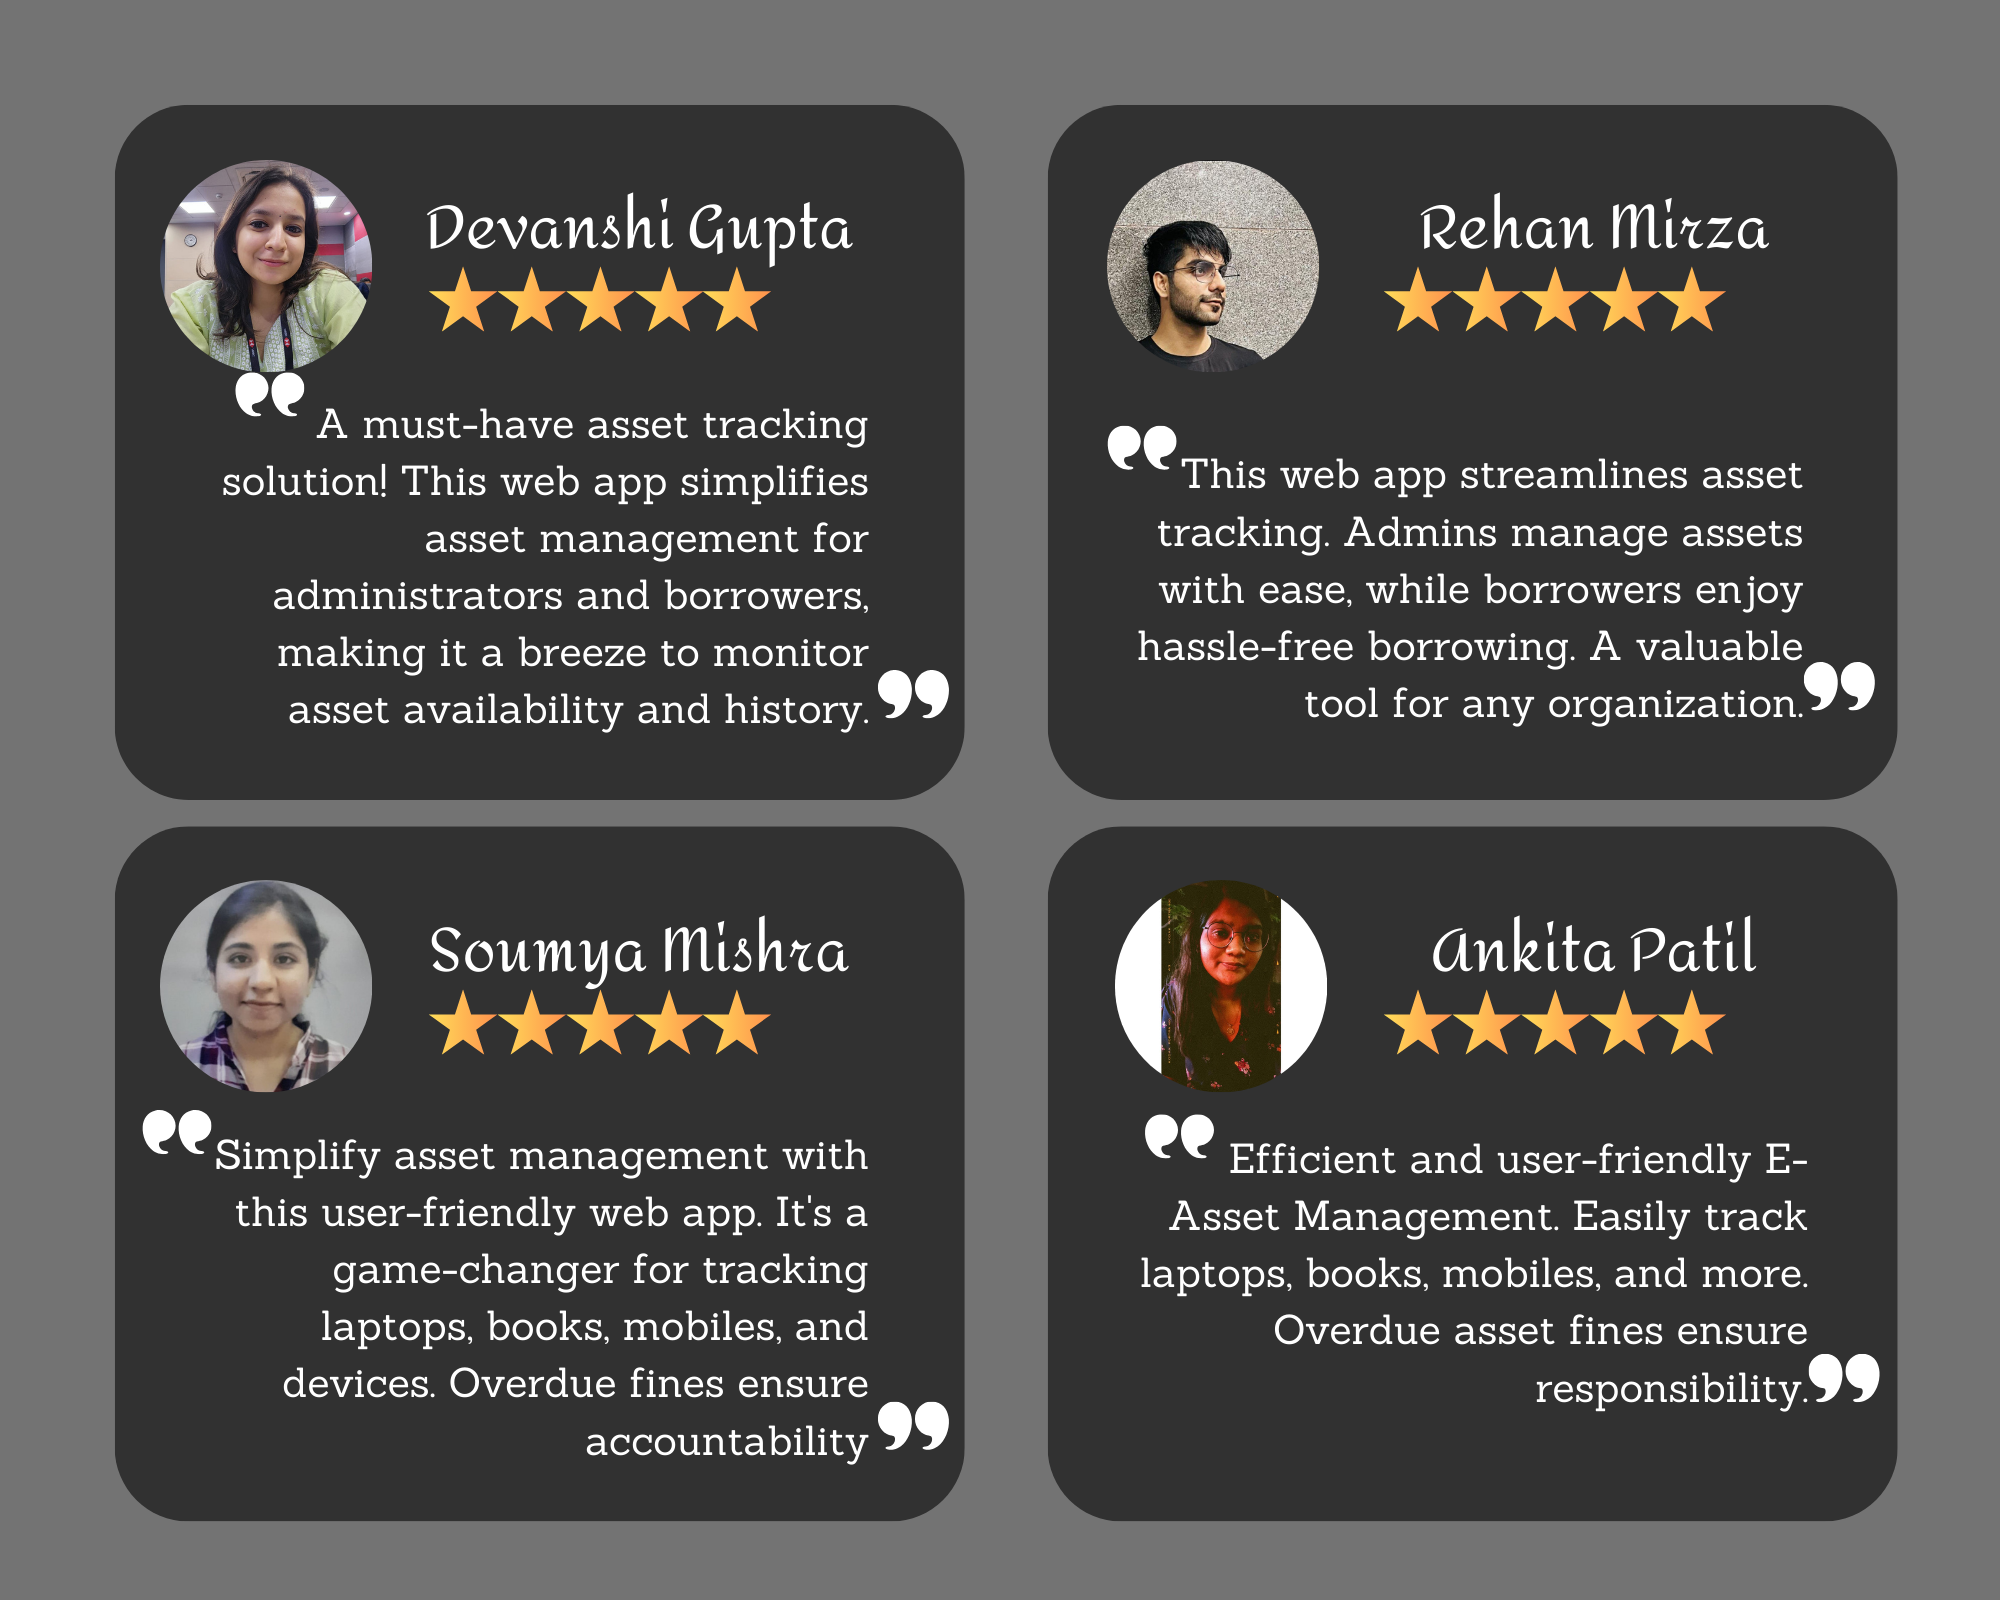 Devanshi Gupta
A must-have asset tracking
solution! This web app simplifies
asset management for
administrators and borrowers,
making it a breeze to monitor
asset availability and history.
Rehan Mirza
This web app streamlines asset
tracking. Admins manage assets
with ease, while borrowers enjoy
hassle-free borrowing. A valuable
tool for any organization.
Soumya Mishra
Simplify asset management with
this user-friendly web app. It's a
game-changer for tracking
laptops, books, mobiles, and
devices. Overdue fines ensure
accountability
Ankita Patil
Efficient and user-friendly E-
Asset Management. Easily track
laptops, books, mobiles, and more.
Overdue asset fines ensure
responsibility.